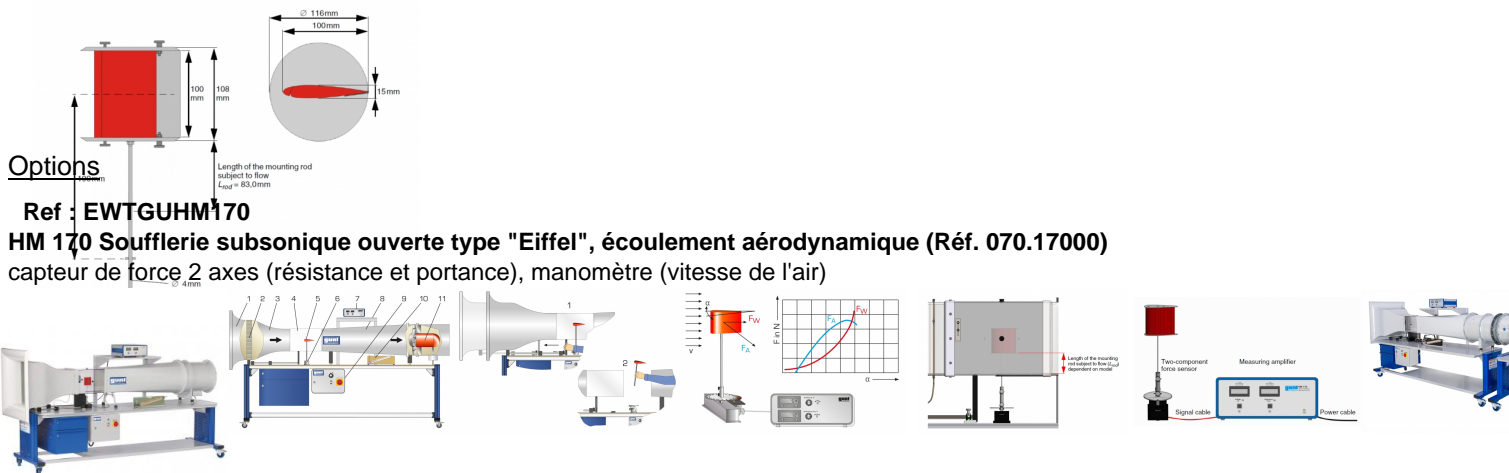 ∅ 116mm
100mm
100 mm
108 mm
15mm
Length of the mounting rod
subject to flow
L_rod = 83,0mm
∅ 4mm
Options
Ref : EWTGUHM170
HM 170 Soufflerie subsonique ouverte type "Eiffel", écoulement aérodynamique (Réf. 070.17000)
capteur de force 2 axes (résistance et portance), manomètre (vitesse de l'air)
1 2 3 4 5 6 7 8 9 10 11
gunt
1
2
α
v
F_W
F_A
F in N
F_A
F_W
α
Length of the mounting
rod subject to flow (L_rod)
dependent on model
Two-component
force sensor
Measuring amplifier
Signal cable
Power cable